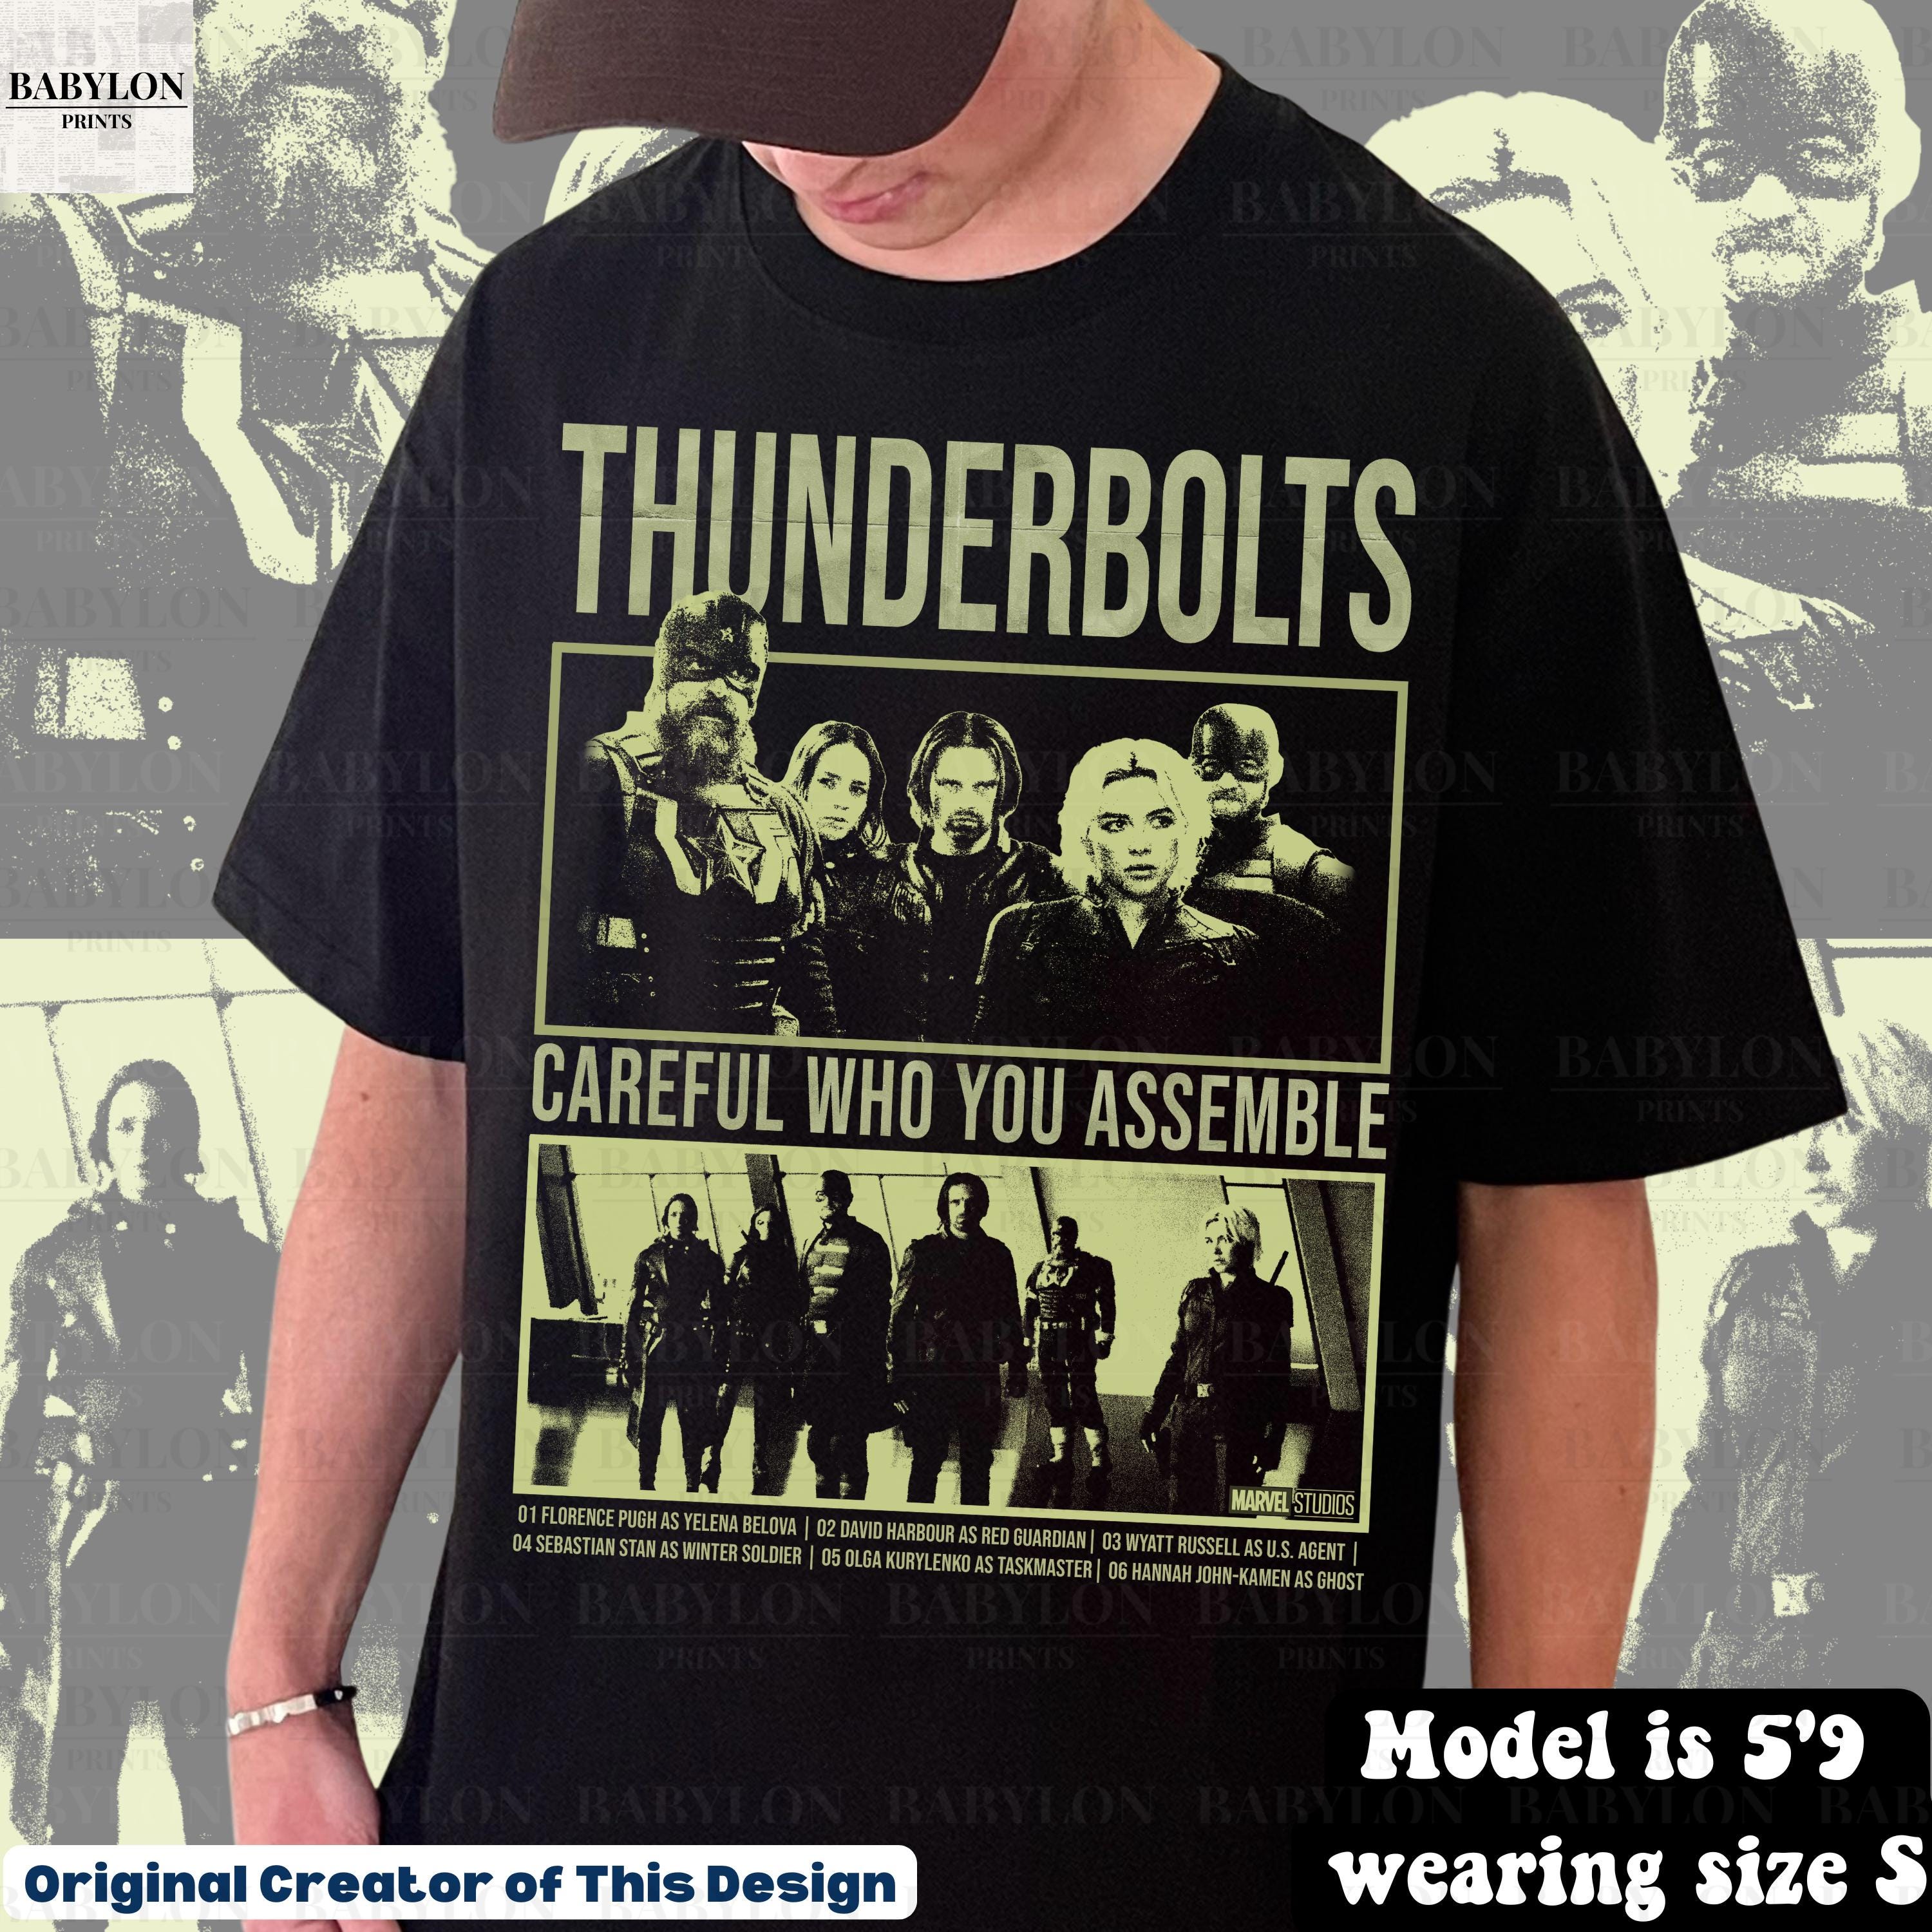 BABYLON
PRINTS
THUNDERBOLTS
CAREFUL WHO YOU ASSEMBLE
MARVEL STUDIOS
01 FLORENCE PUGH AS YELENA BELOVA | 02 DAVID HARBOUR AS RED GUARDIAN | 03 WYATT RUSSELL AS U.S. AGENT |
04 SEBASTIAN STAN AS WINTER SOLDIER | 05 OLGA KURYLENKO AS TASKMASTER | 06 HANNAH JOHN-KAMEN AS GHOST
Model is 5'9
wearing size S
Original Creator of This Design